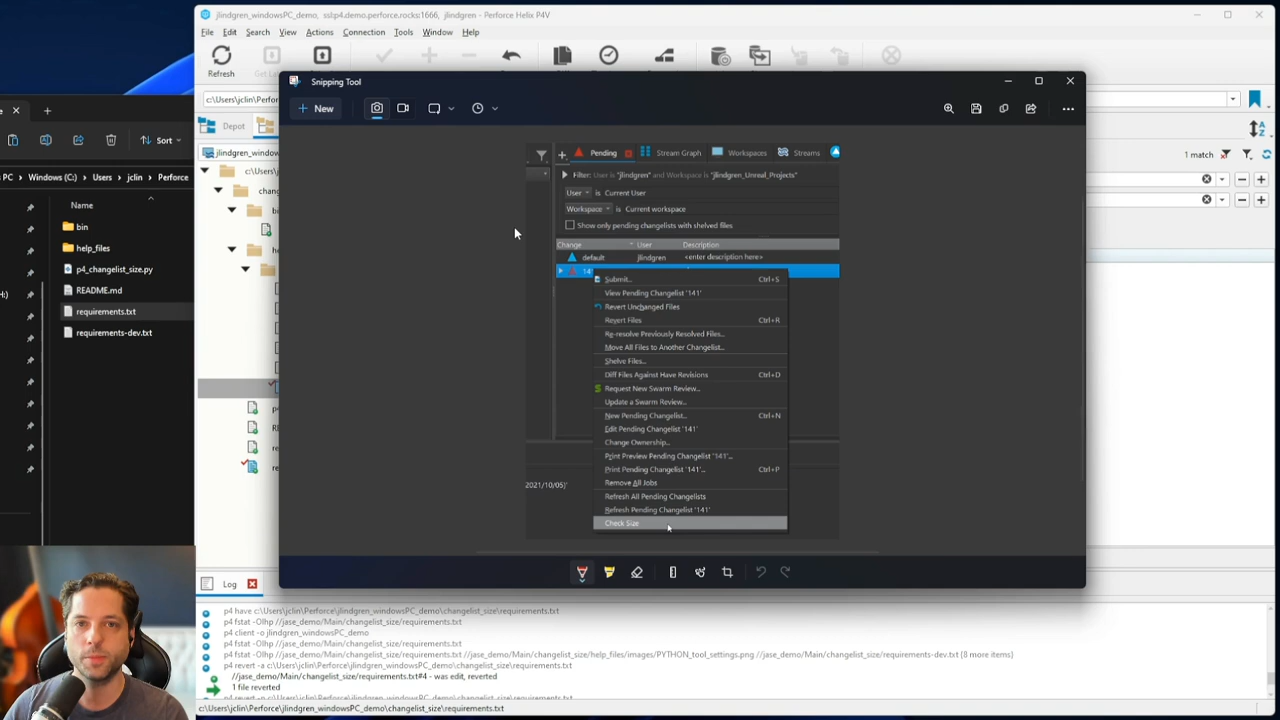 jlindgren_windowsPC_demo, ssl:p4.demo.perforce.rocks:1666, jlindgren - Perforce Helix P4V
File Edit Search View Actions Connection Tools Window Help
Refresh
Snipping Tool
c:\Users\jclin\Perforc
New
Depot
Sort
jlindgren_window
Pending
Stream Graph
Workspaces
Streams
1 match
PC > Windows (C:) > Users > jclin > Perforce
Filter: User is "jlindgren" and Workspace is "jlindgren_Unreal_Projects"
User is Current User
Name
Workspace is Current workspace
bin
Show only pending changelists with shelved files
help_files
Change User Description
default jlindgren <enter description here>
p4_changelist_size.py
14
Submit... Ctrl+S
README.md
View Pending Changelist '141'
requirements.txt
Revert Unchanged Files
Revert Files Ctrl+R
requirements-dev.txt
Re-resolve Previously Resolved Files...
Move All Files to Another Changelist...
Shelve Files...
Diff Files Against Have Revisions Ctrl+D
Request New Swarm Review...
Update a Swarm Review...
New Pending Changelist... Ctrl+N
Edit Pending Changelist '141'
Change Ownership...
Print Preview Pending Changelist '141'...
Print Pending Changelist '141'... Ctrl+P
Remove All Jobs
2021/10/05)'
Refresh All Pending Changelists
Refresh Pending Changelist '141'
Check Size
Log
p4 have c:\Users\jclin\Perforce\jlindgren_windowsPC_demo\changelist_size\requirements.txt
p4 fstat -Olhp //jase_demo/Main/changelist_size/requirements.txt
p4 client -o jlindgren_windowsPC_demo
p4 fstat -Olhp //jase_demo/Main/changelist_size/requirements.txt
p4 fstat -Olhp //jase_demo/Main/changelist_size/help_files/images/PYTHON_tool_settings.png //jase_demo/Main/changelist_size/requirements-dev.txt (8 more items)
p4 revert -a c:\Users\jclin\Perforce\jlindgren_windowsPC_demo\changelist_size\requirements.txt
//jase_demo/Main/changelist_size/requirements.txt#4 - was edit, reverted
1 file reverted
c:\Users\jclin\Perforce\jlindgren_windowsPC_demo\changelist_size\requirements.txt